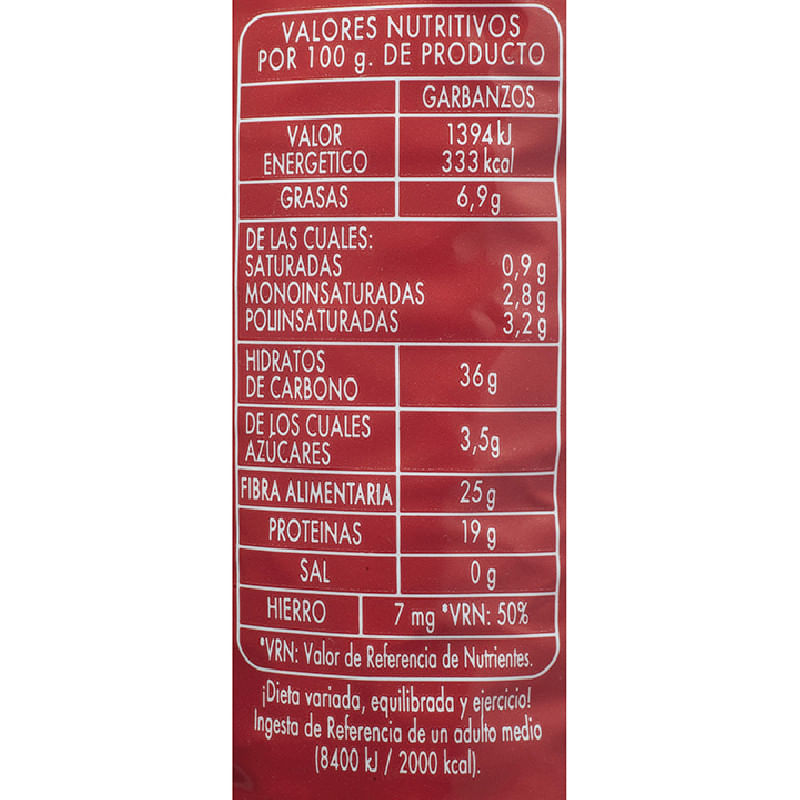 VALORES NUTRITIVOS
POR 100 g. DE PRODUCTO
GARBANZOS
VALOR
ENERGETICO
1394 kJ
333 kcal
GRASAS 6,9 g
DE LAS CUALES:
SATURADAS 0,9 g
MONOINSATURADAS 2,8 g
POLIINSATURADAS 3,2 g
HIDRATOS
DE CARBONO
36 g
DE LOS CUALES
AZÚCARES
3,5g
FIBRA ALIMENTARIA 25 g
PROTEINAS 19 g
SAL 0 g
HIERRO 7 mg *VRN: 50%
*VRN: Valor de Referencia de Nutrientes.
¡Dieta variada, equilibrada y ejercicio!
Ingesta de Referencia de un adulto medio
(8400 kJ / 2000 kcal).